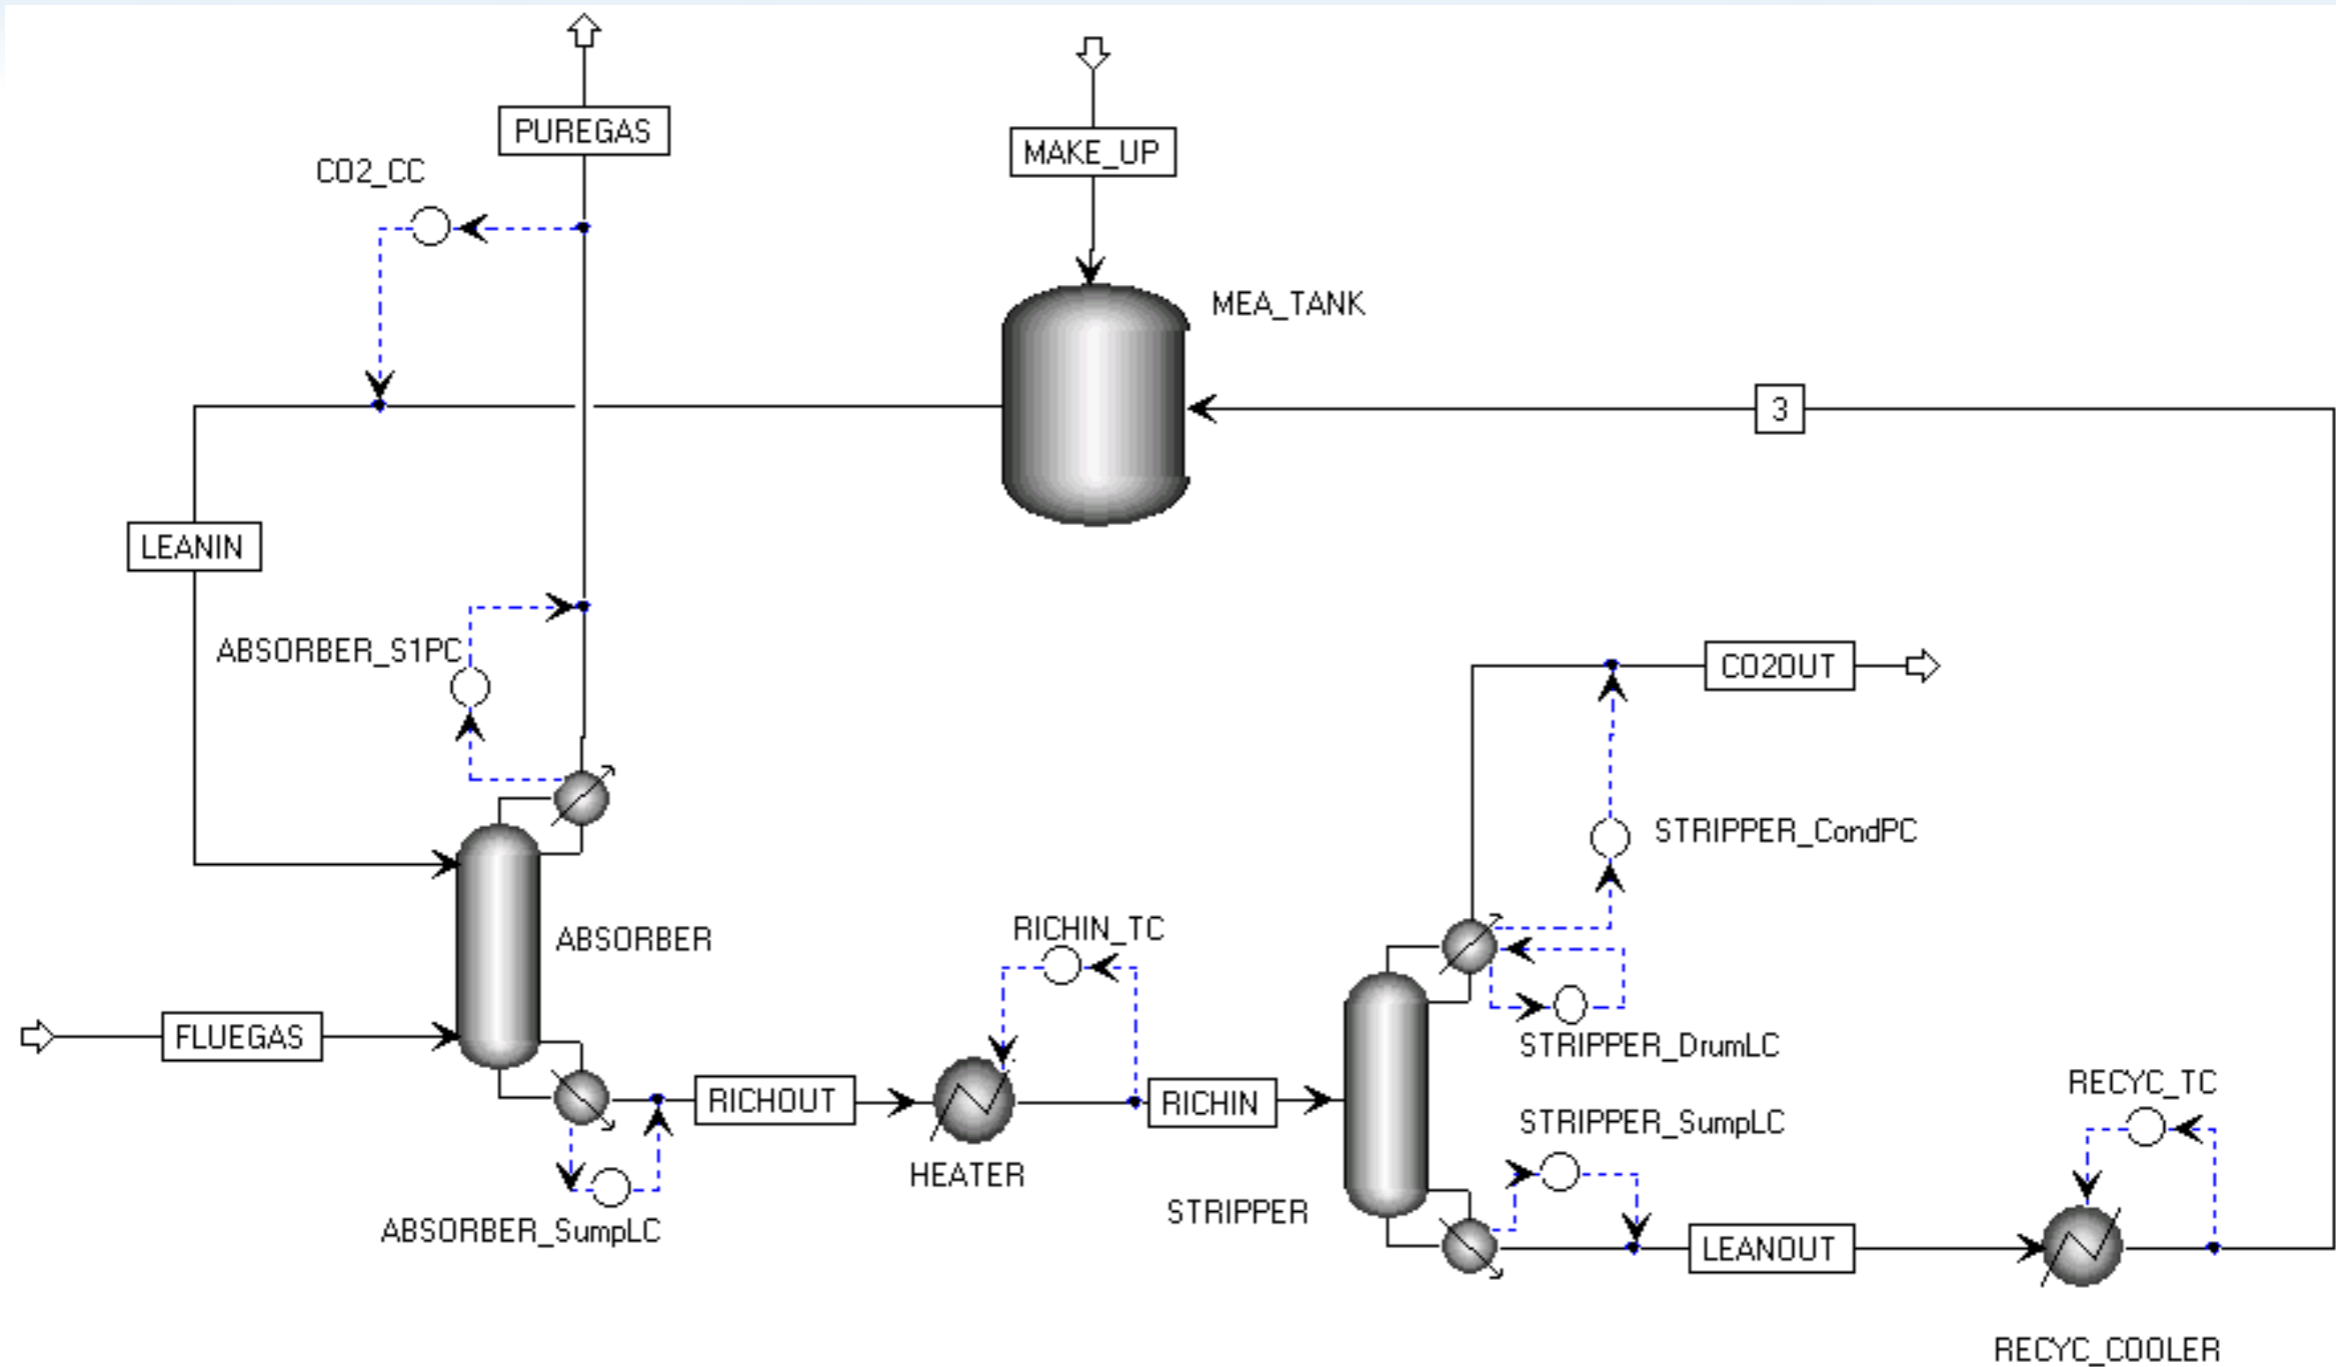 PUREGAS
MAKE_UP
CO2_CC
MEA_TANK
3
LEANIN
ABSORBER_S1PC
CO2OUT
STRIPPER_CondPC
ABSORBER
RICHIN_TC
FLUEGAS
STRIPPER_DrumLC
RICHOUT
RICHIN
RECYC_TC
STRIPPER_SumpLC
HEATER
STRIPPER
ABSORBER_SumpLC
LEANOUT
RECYC_COOLER